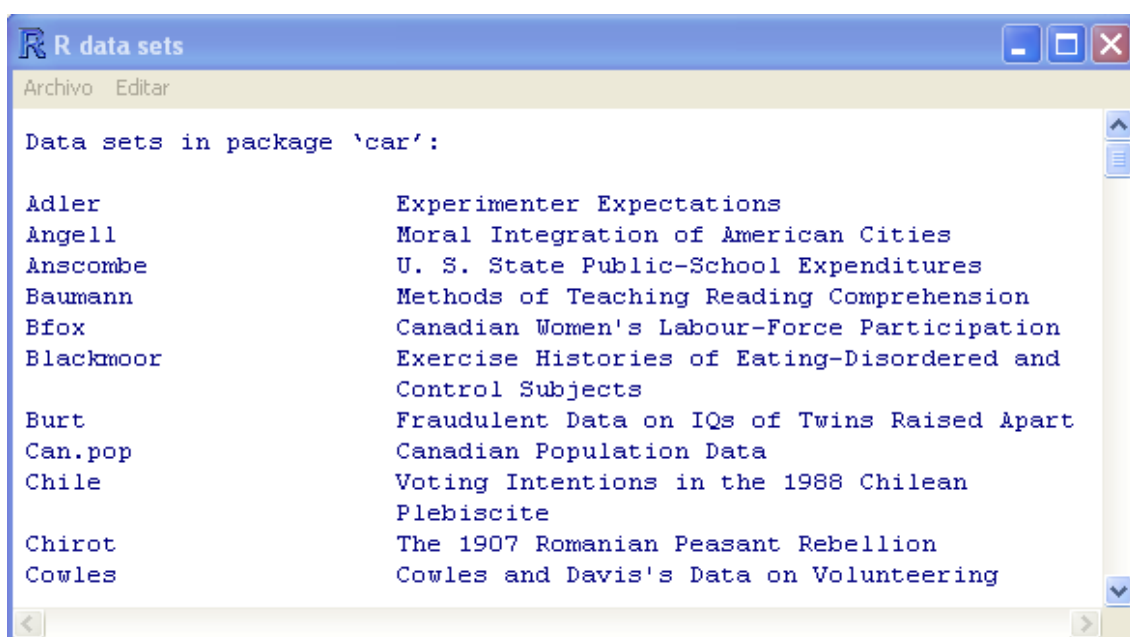 R R data sets
Archivo Editar
Data sets in package `car':
Adler Experimenter Expectations
Angell Moral Integration of American Cities
Anscombe U. S. State Public-School Expenditures
Baumann Methods of Teaching Reading Comprehension
Bfox Canadian Women's Labour-Force Participation
Blackmoor Exercise Histories of Eating-Disordered and
Control Subjects
Burt Fraudulent Data on IQs of Twins Raised Apart
Can.pop Canadian Population Data
Chile Voting Intentions in the 1988 Chilean
Plebiscite
Chirot The 1907 Romanian Peasant Rebellion
Cowles Cowles and Davis's Data on Volunteering